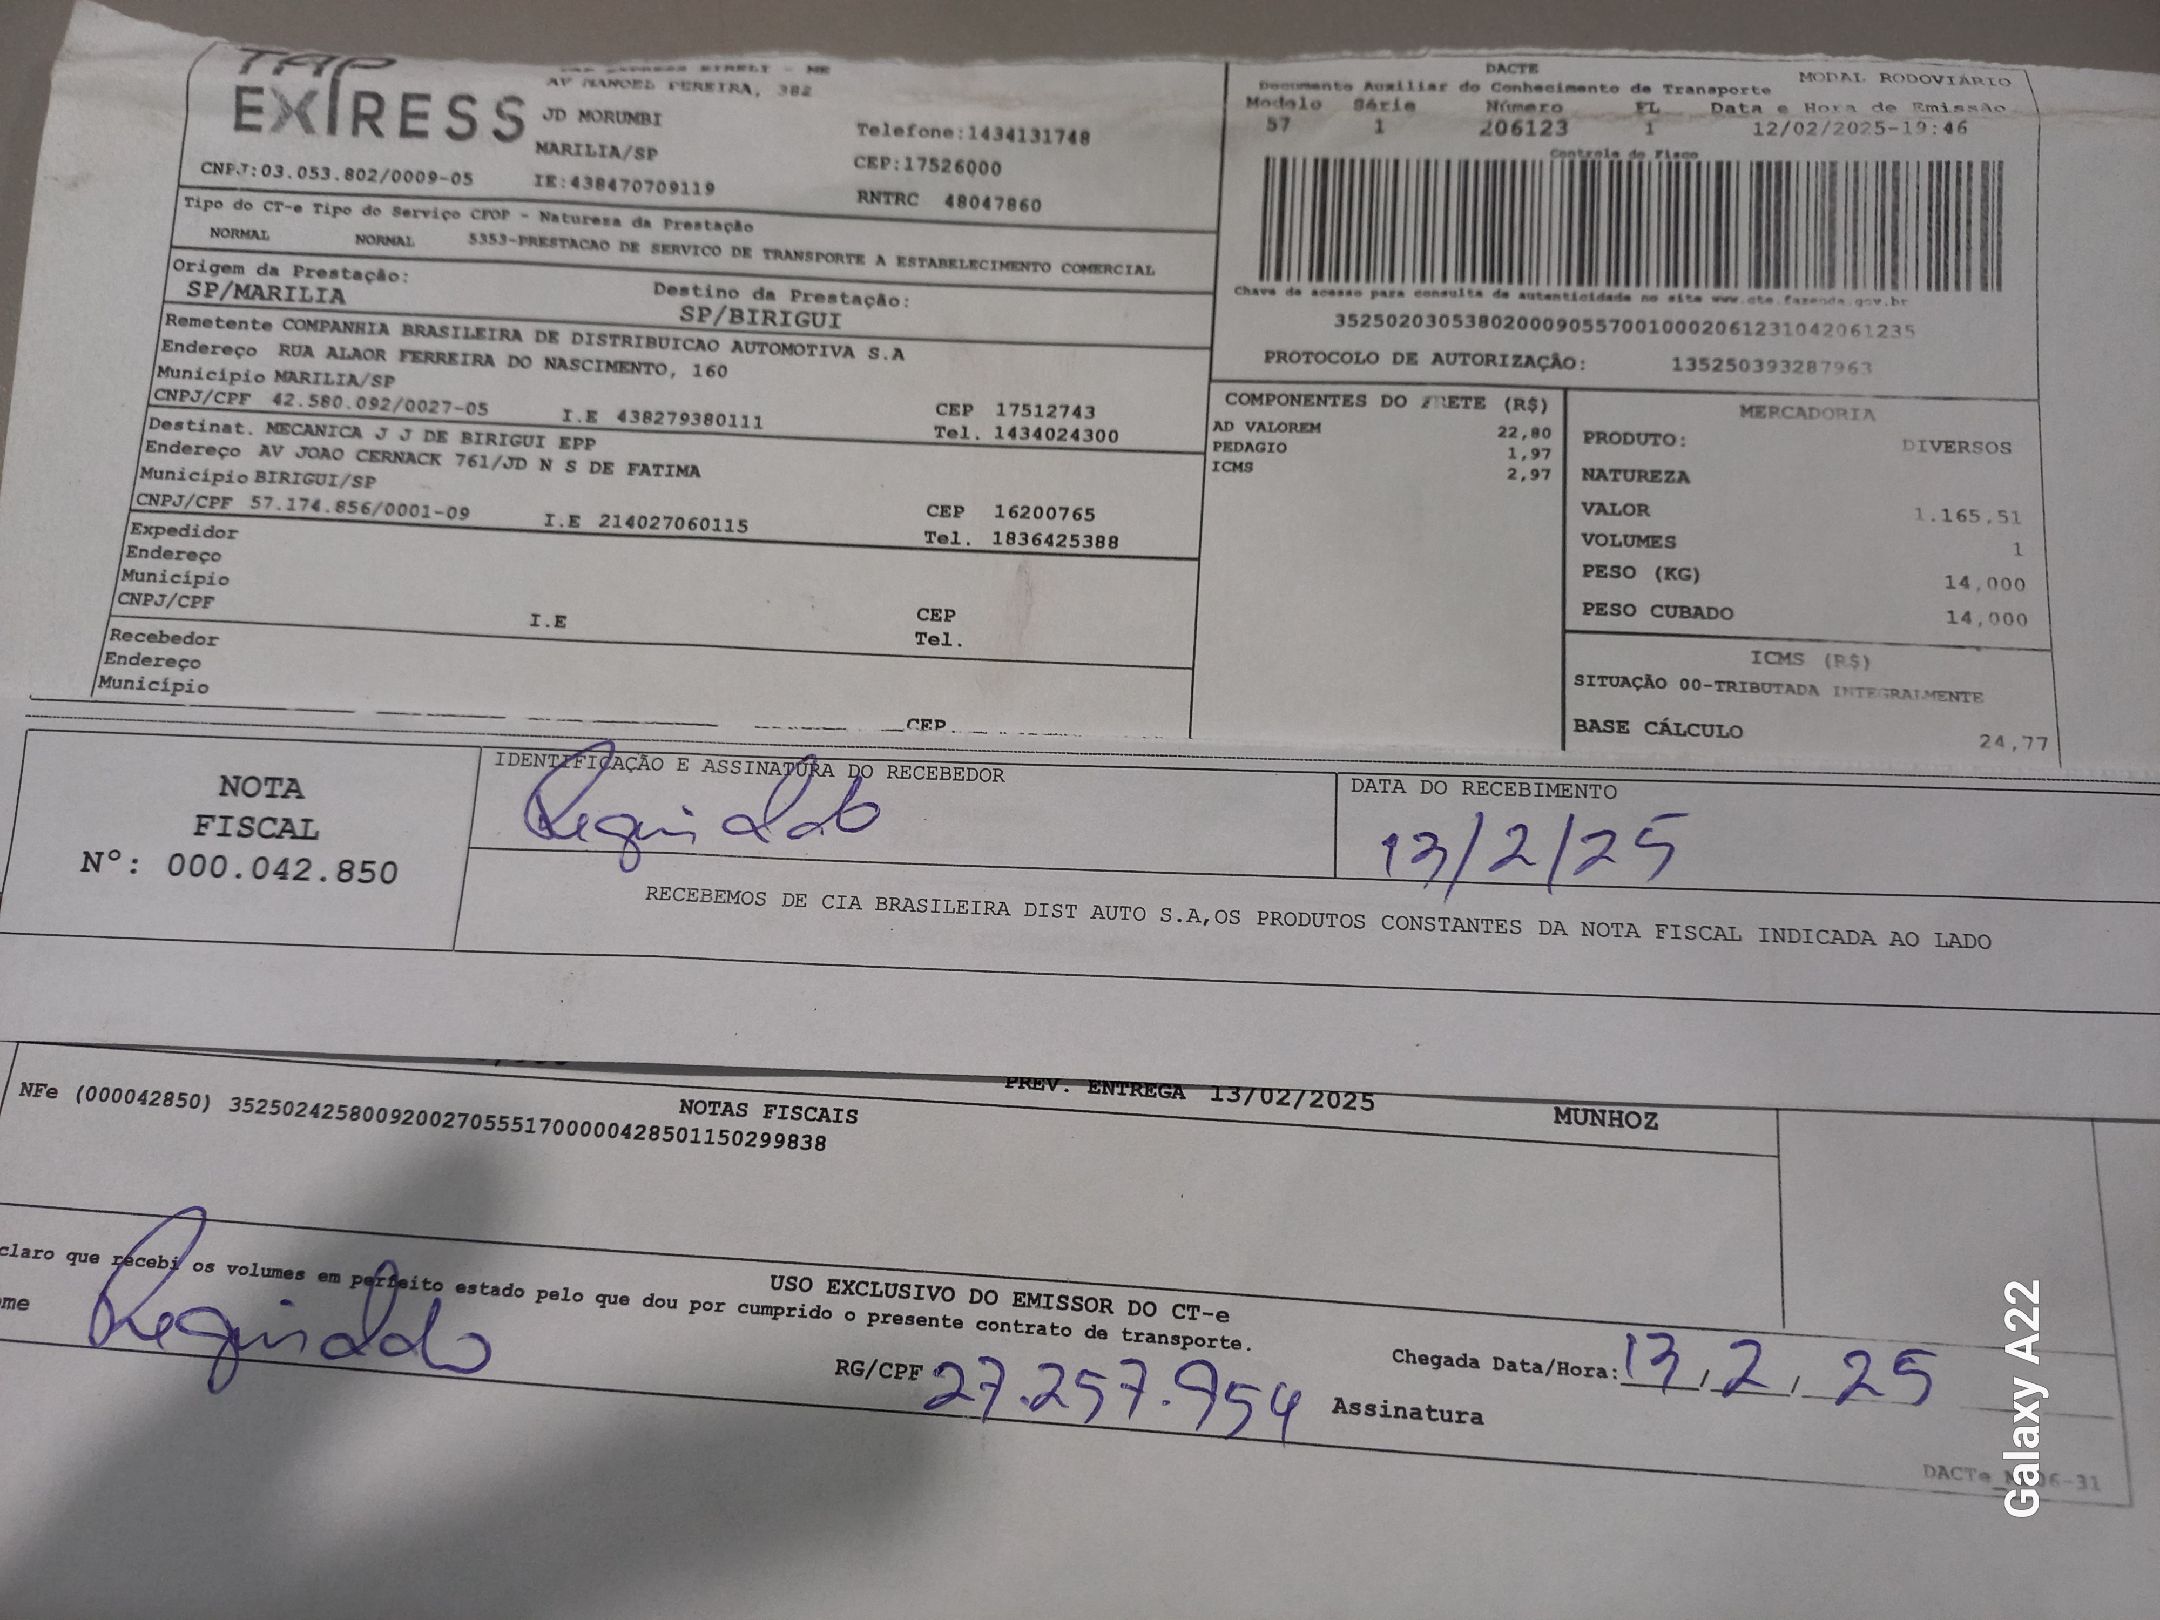 TAP
EXPRESS
AV MANOEL PEREIRA, 382
JD MORUMBI
MARILIA/SP
CNPJ:03.053.802/0009-05 IE:438470709119
Telefone:1434131748
CEP:17526000
RNTRC 48047860
DACTE
MODAL RODOVIÁRIO
Documento Auxiliar do Conhecimento de Transporte
Modelo Série Número FL Data e Hora de Emissão
57 1 206123 1 12/02/2025-19:46
Controle do Fisco
Chave de acesso para consulta de autenticidade no site www.cte.fazenda.gov.br
35250203053802000905570010002061231042061235
PROTOCOLO DE AUTORIZAÇÃO: 135250393287963
Tipo do CT-e Tipo do Serviço CFOP - Natureza da Prestação
NORMAL NORMAL 5353-PRESTACAO DE SERVICO DE TRANSPORTE A ESTABELECIMENTO COMERCIAL
Origem da Prestação: Destino da Prestação:
SP/MARILIA SP/BIRIGUI
Remetente COMPANHIA BRASILEIRA DE DISTRIBUICAO AUTOMOTIVA S.A
Endereço RUA ALAOR FERREIRA DO NASCIMENTO, 160
Município MARILIA/SP CEP 17512743
CNPJ/CPF 42.580.092/0027-05 I.E 438279380111 Tel. 1434024300
Destinat. MECANICA J J DE BIRIGUI EPP
Endereço AV JOAO CERNACK 761/JD N S DE FATIMA
Município BIRIGUI/SP CEP 16200765
CNPJ/CPF 57.174.856/0001-09 I.E 214027060115 Tel. 1836425388
Expedidor
Endereço
Município CEP
CNPJ/CPF I.E Tel.
Recebedor
Endereço
Município CEP
COMPONENTES DO FRETE (R$)
AD VALOREM 22,80
PEDAGIO 1,97
ICMS 2,97
MERCADORIA
PRODUTO: DIVERSOS
NATUREZA
VALOR 1.165,51
VOLUMES 1
PESO (KG) 14,000
PESO CUBADO 14,000
ICMS (R$)
SITUAÇÃO 00-TRIBUTADA INTEGRALMENTE
BASE CÁLCULO 24,77
NOTA
FISCAL
Nº: 000.042.850
IDENTIFICAÇÃO E ASSINATURA DO RECEBEDOR
Reginaldo
DATA DO RECEBIMENTO
13/2/25
RECEBEMOS DE CIA BRASILEIRA DIST AUTO S.A,OS PRODUTOS CONSTANTES DA NOTA FISCAL INDICADA AO LADO
PREV. ENTREGA 13/02/2025 MUNHOZ
NOTAS FISCAIS
NFe (000042850) 35250242580092002705551700000428501150299838
USO EXCLUSIVO DO EMISSOR DO CT-e
claro que recebi os volumes em perfeito estado pelo que dou por cumprido o presente contrato de transporte.
ome Reginaldo
RG/CPF 27.257.954
Chegada Data/Hora: 13/2/25
Assinatura
Galaxy A22